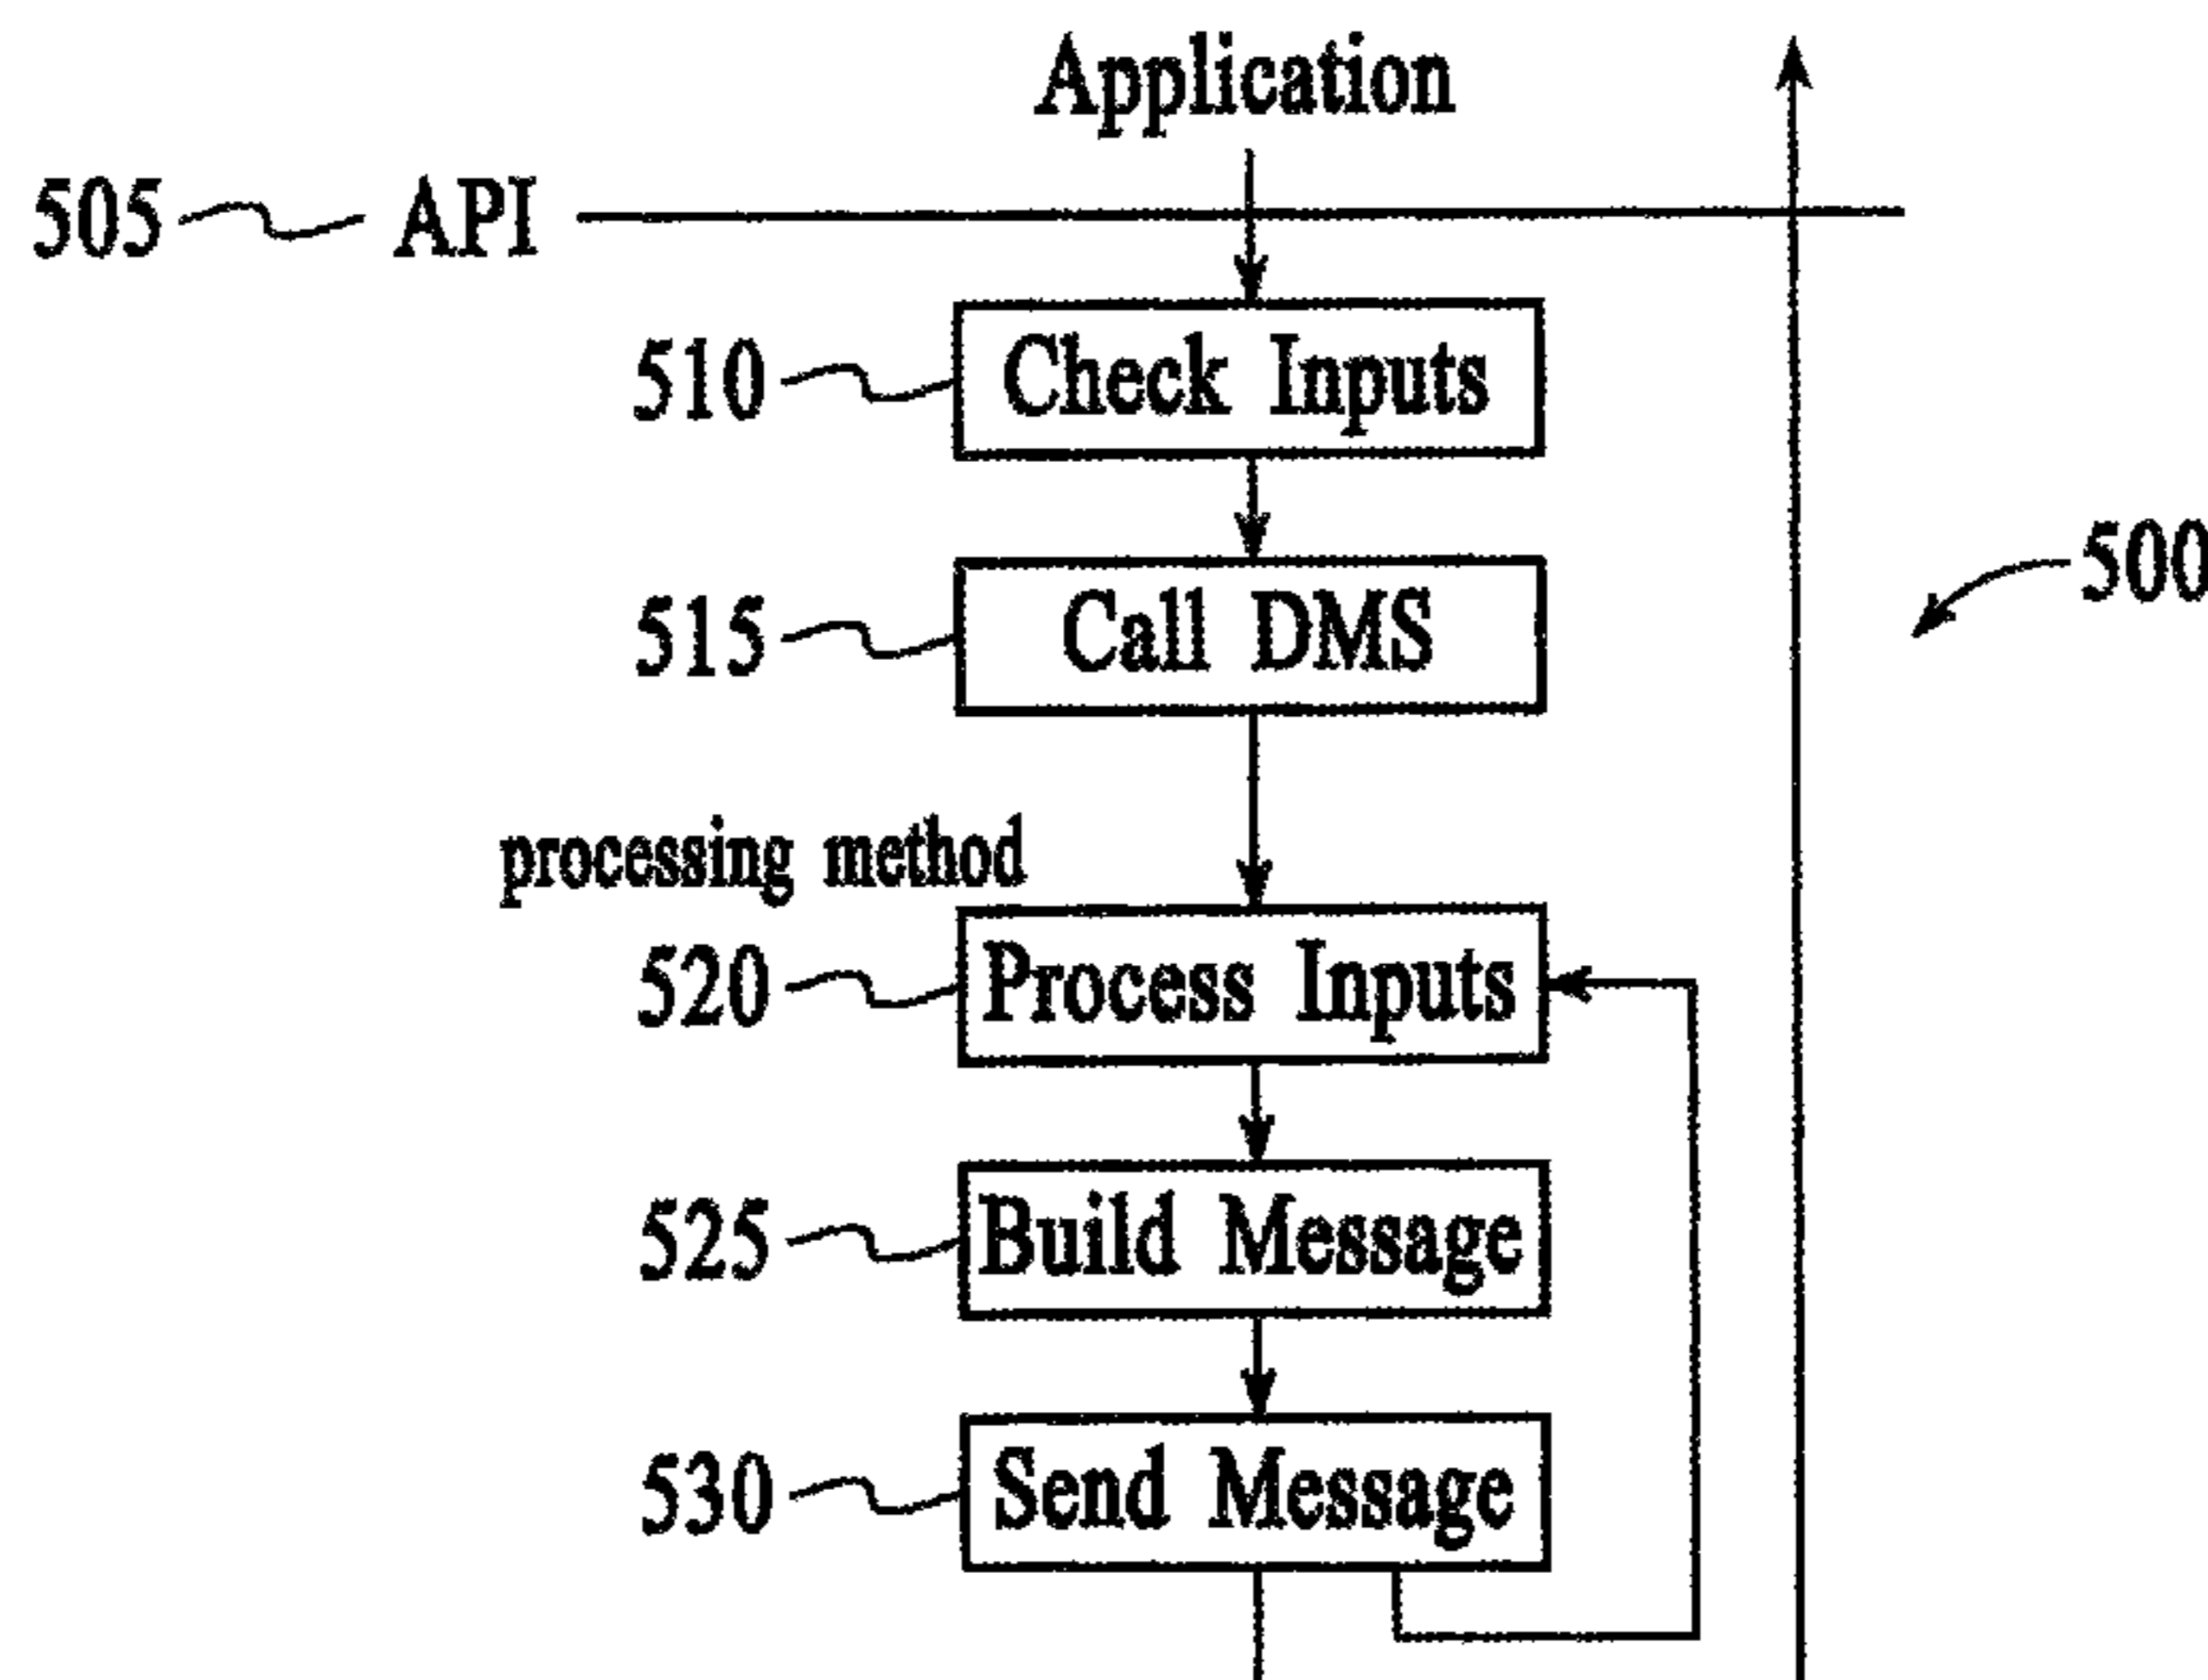 Application
505 API
510 Check Inputs
515 Call DMS
500
processing method
520 Process Inputs
525 Build Message
530 Send Message